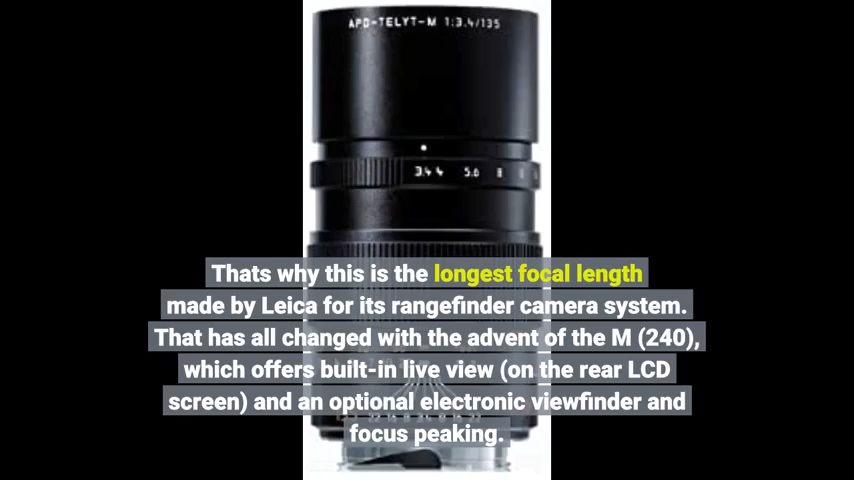 APO-TELYT-M 1:3.4/135
3.4 4 5.6 8
Thats why this is the longest focal length
made by Leica for its rangefinder camera system.
That has all changed with the advent of the M (240),
which offers built-in live view (on the rear LCD
screen) and an optional electronic viewfinder and
focus peaking.